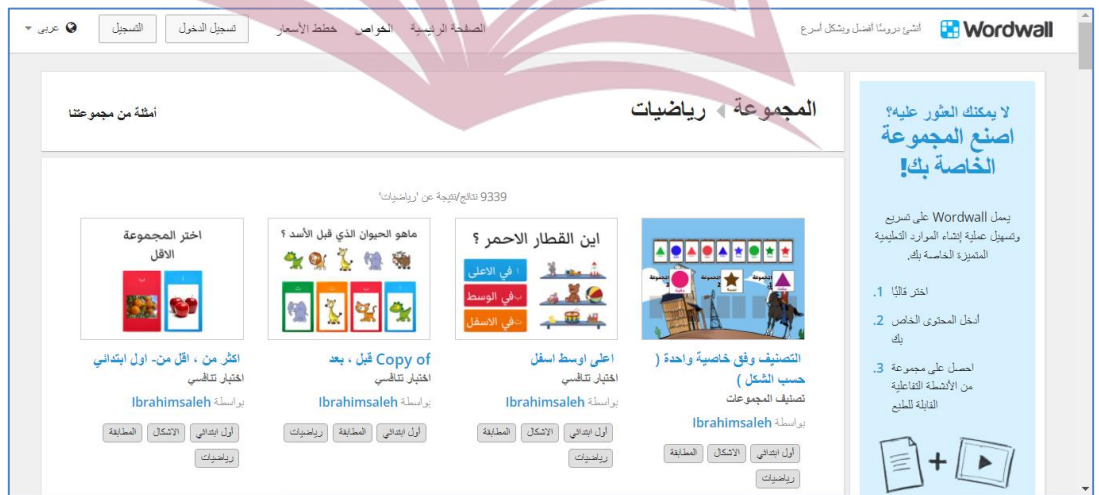 Wordwall
أنشئ دروسًا أفضل وبشكل أسرع
الصفحة الرئيسية الخواص خطط الأسعار
تسجيل الدخول التسجيل عربى
لا يمكنك العثور عليه؟
اصنع المجموعة
الخاصة بك!
يعمل Wordwall على تسريع
وتسهيل عملية إنشاء الموارد التعليمية
المتميزة الخاصة بك.
1. اختر قالبًا
2. أدخل المحتوى الخاص
بك
3. احصل على مجموعة
من الأنشطة التفاعلية
القابلة للطبع
المجموعة رياضيات
أمثلة من مجموعتنا
9339 نتائج/نتيجة عن 'رياضيات'
التصنيف وفق خاصية واحدة (
حسب الشكل )
تصنيف المجموعات
بواسطة Ibrahimsaleh
أول ابتدائي الاشكال المطابقة
رياضيات
اين القطار الاحمر ؟
ا في الاعلى
ب في الوسط
ت في الاسفل
اعلى اوسط اسفل
اختبار تنافسي
بواسطة Ibrahimsaleh
أول ابتدائي الاشكال المطابقة
رياضيات
ماهو الحيوان الذي قبل الأسد ؟
Copy of قبل ، بعد
اختبار تنافسي
بواسطة Ibrahimsaleh
أول ابتدائي المطابقة رياضيات
اختر المجموعة
الاقل
اكثر من ، اقل من- اول ابتدائي
اختبار تنافسي
بواسطة Ibrahimsaleh
أول ابتدائي الاشكال المطابقة
رياضيات